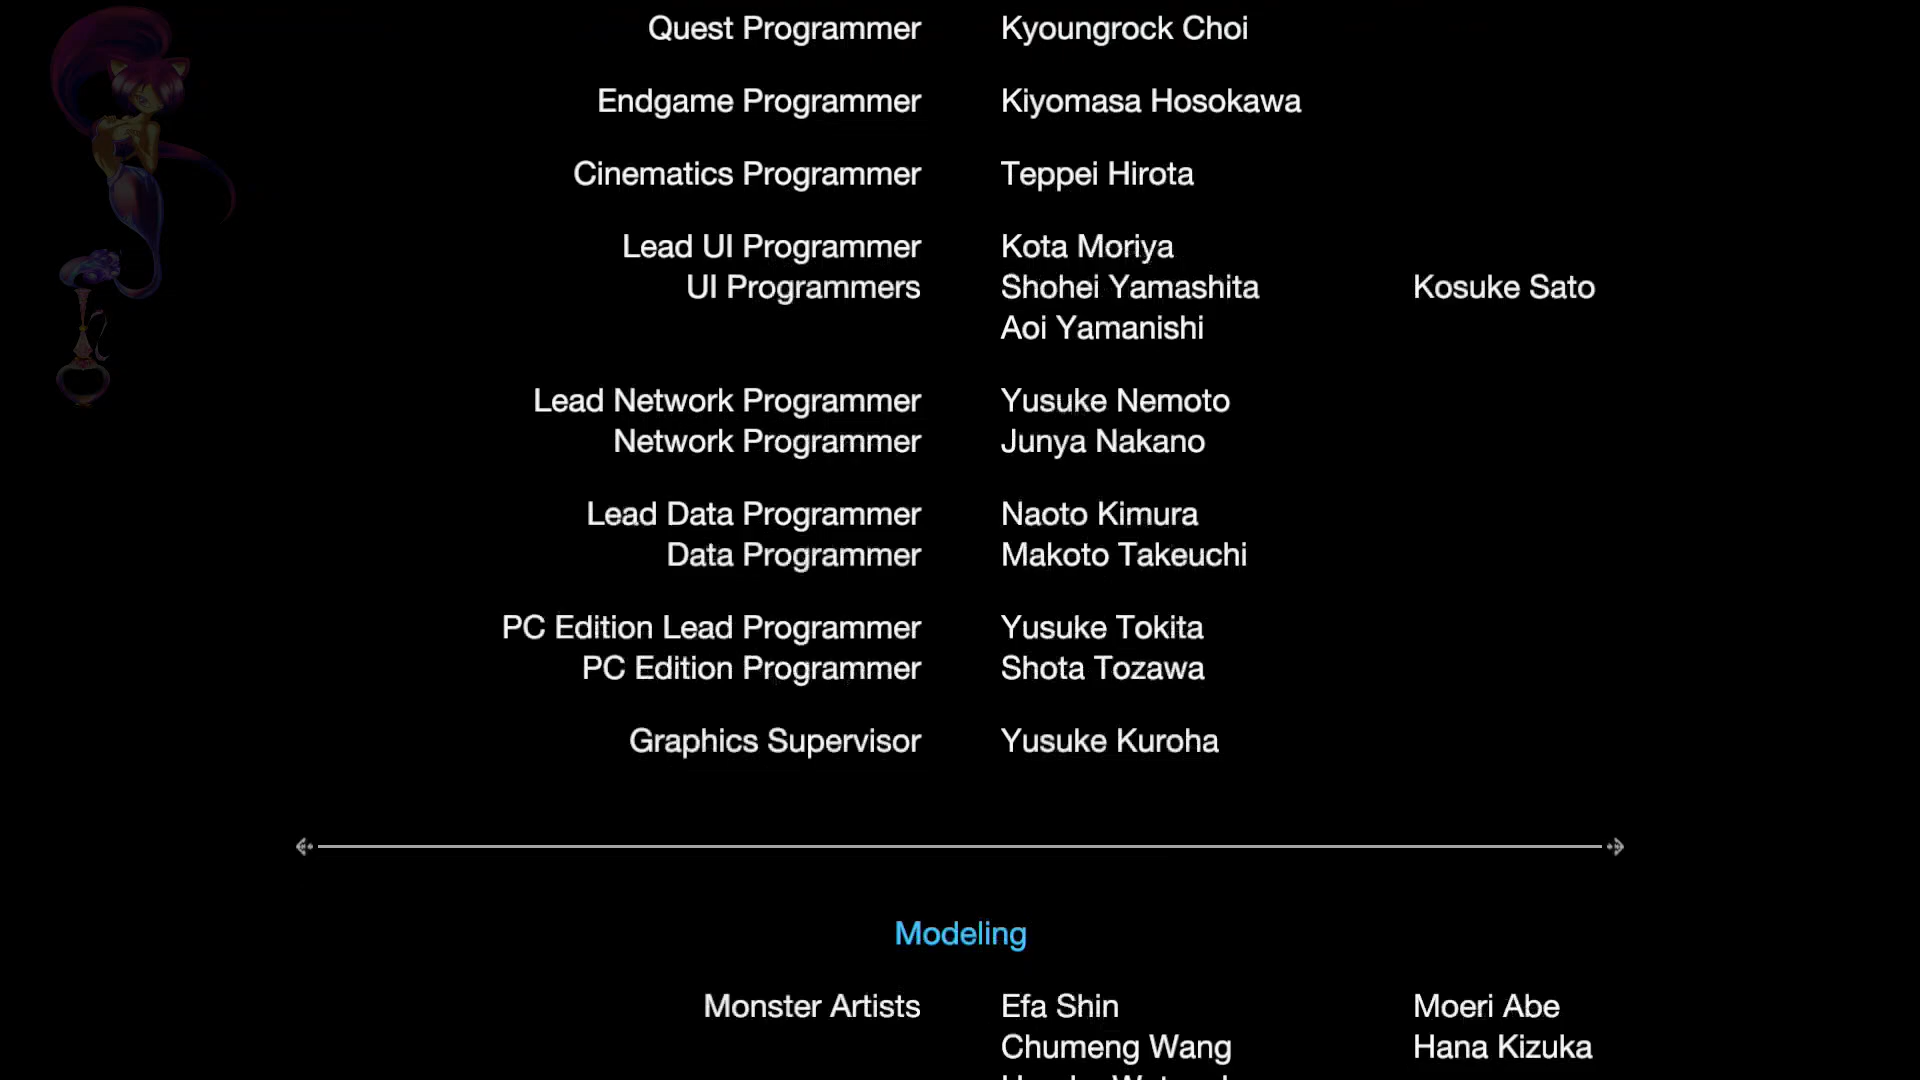 Quest Programmer Kyoungrock Choi
Endgame Programmer Kiyomasa Hosokawa
Cinematics Programmer Teppei Hirota
Lead UI Programmer Kota Moriya
UI Programmers Shohei Yamashita Kosuke Sato
Aoi Yamanishi
Lead Network Programmer Yusuke Nemoto
Network Programmer Junya Nakano
Lead Data Programmer Naoto Kimura
Data Programmer Makoto Takeuchi
PC Edition Lead Programmer Yusuke Tokita
PC Edition Programmer Shota Tozawa
Graphics Supervisor Yusuke Kuroha
Modeling
Monster Artists Efa Shin Moeri Abe
Chumeng Wang Hana Kizuka